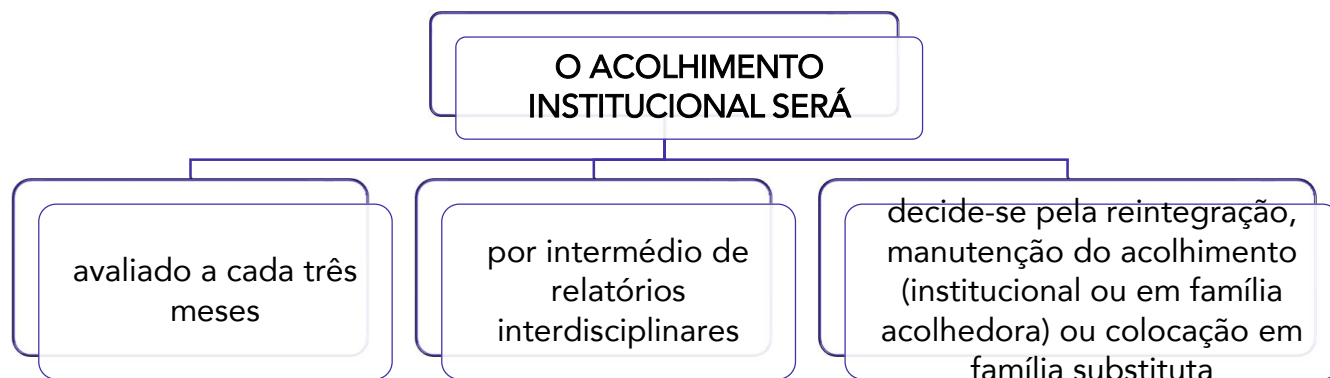 O ACOLHIMENTO
INSTITUCIONAL SERÁ
avaliado a cada três
meses
por intermédio de
relatórios
interdisciplinares
decide-se pela reintegração,
manutenção do acolhimento
(institucional ou em família
acolhedora) ou colocação em
família substituta